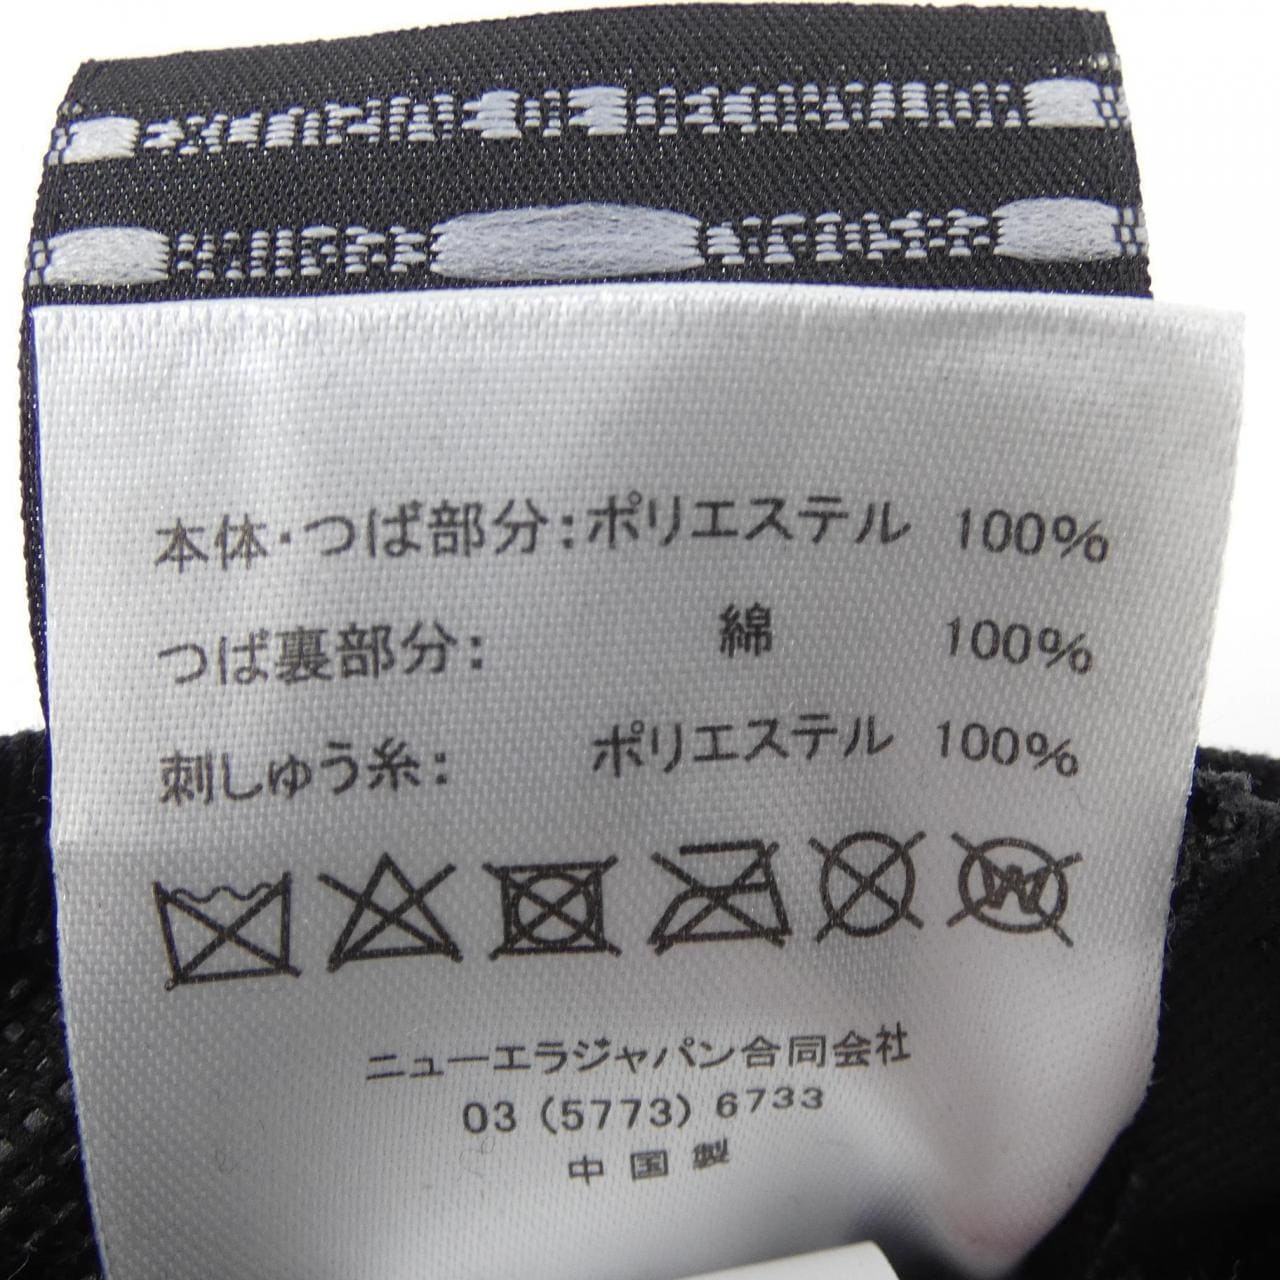 本体・つば部分：ポリエステル 100%
つば裏部分： 綿 100%
刺しゅう糸： ポリエステル 100%
ニューエラジャパン合同会社
03（5773）6733
中国製